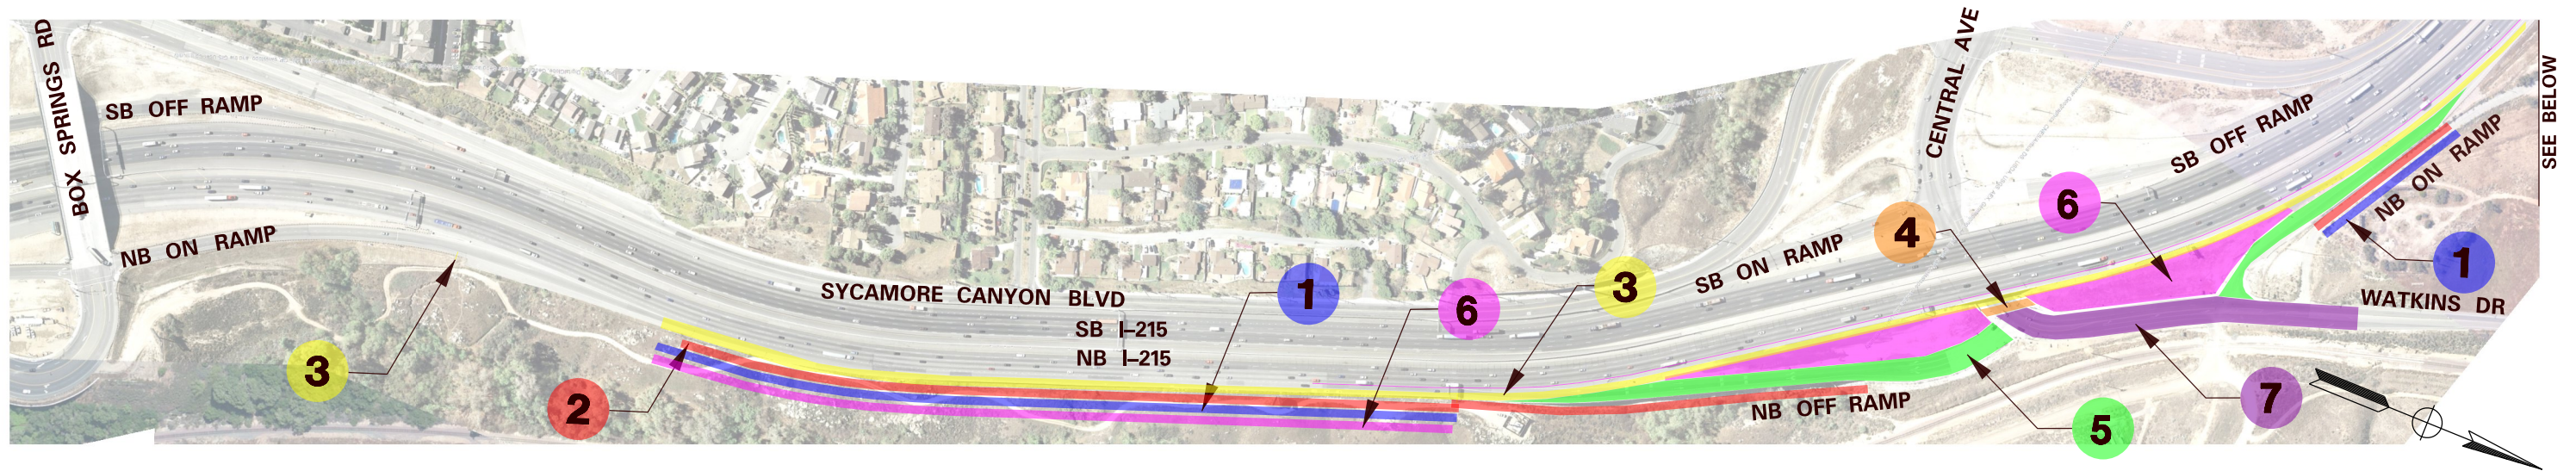 BOX SPRINGS RD
SB OFF RAMP
NB ON RAMP
3
2
SYCAMORE CANYON BLVD
SB I-215
NB I-215
1
6
3
SB ON RAMP
CENTRAL AVE
4
6
SB OFF RAMP
NB ON RAMP
1
WATKINS DR
NB OFF RAMP
5
7
SEE BELOW